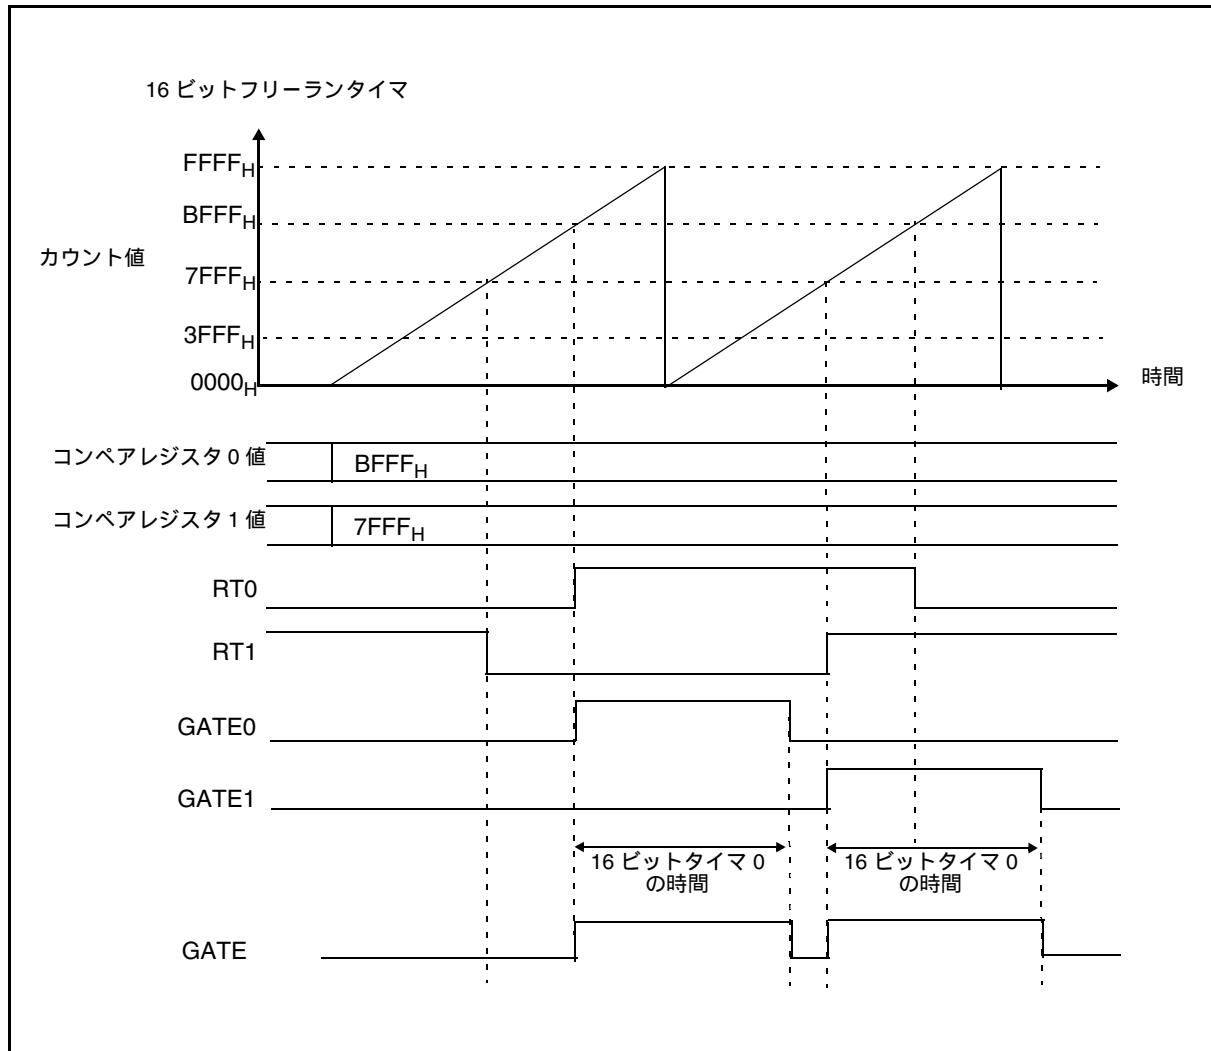 16 ビットフリーランタイマ
FFFFH
BFFFH
カウント値
7FFFH
3FFFH
0000H
時間
コンペアレジスタ 0 値
BFFFH
コンペアレジスタ 1 値
7FFFH
RT0
RT1
GATE0
GATE1
16 ビットタイマ 0
の時間
16 ビットタイマ 0
の時間
GATE